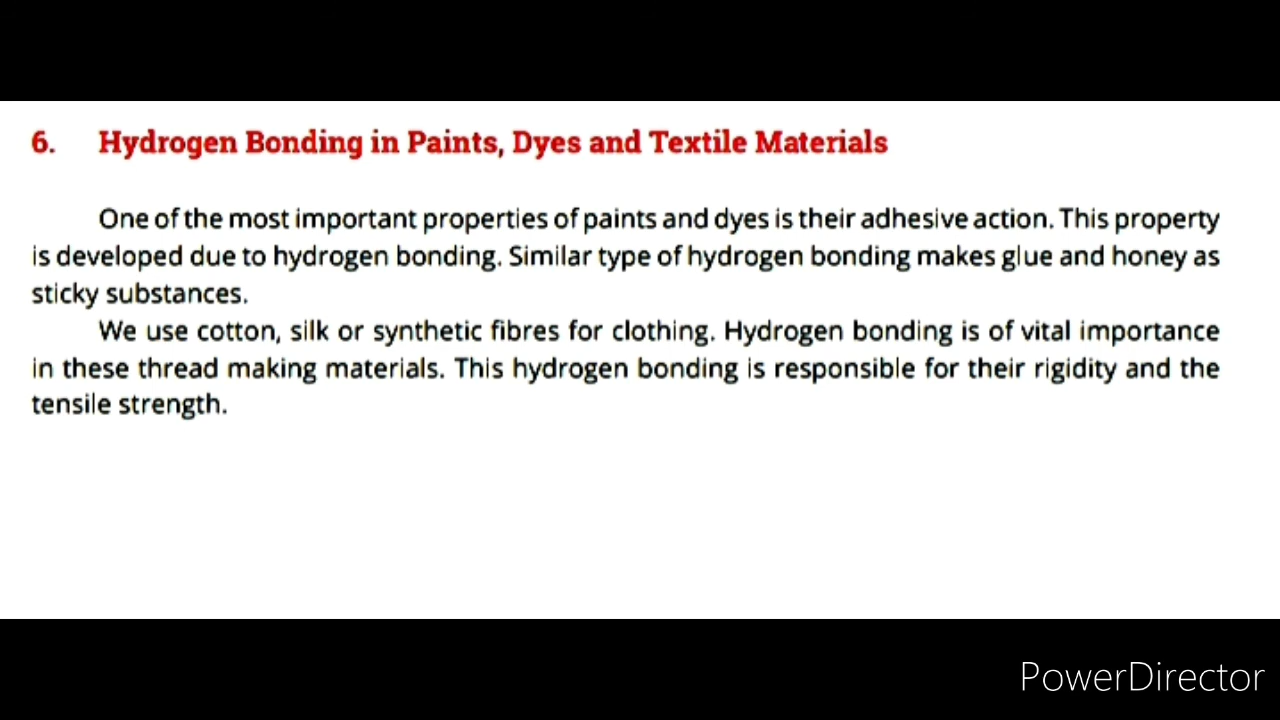 6. Hydrogen Bonding in Paints, Dyes and Textile Materials
One of the most important properties of paints and dyes is their adhesive action. This property
is developed due to hydrogen bonding. Similar type of hydrogen bonding makes glue and honey as
sticky substances.
We use cotton, silk or synthetic fibres for clothing. Hydrogen bonding is of vital importance
in these thread making materials. This hydrogen bonding is responsible for their rigidity and the
tensile strength.
PowerDirector